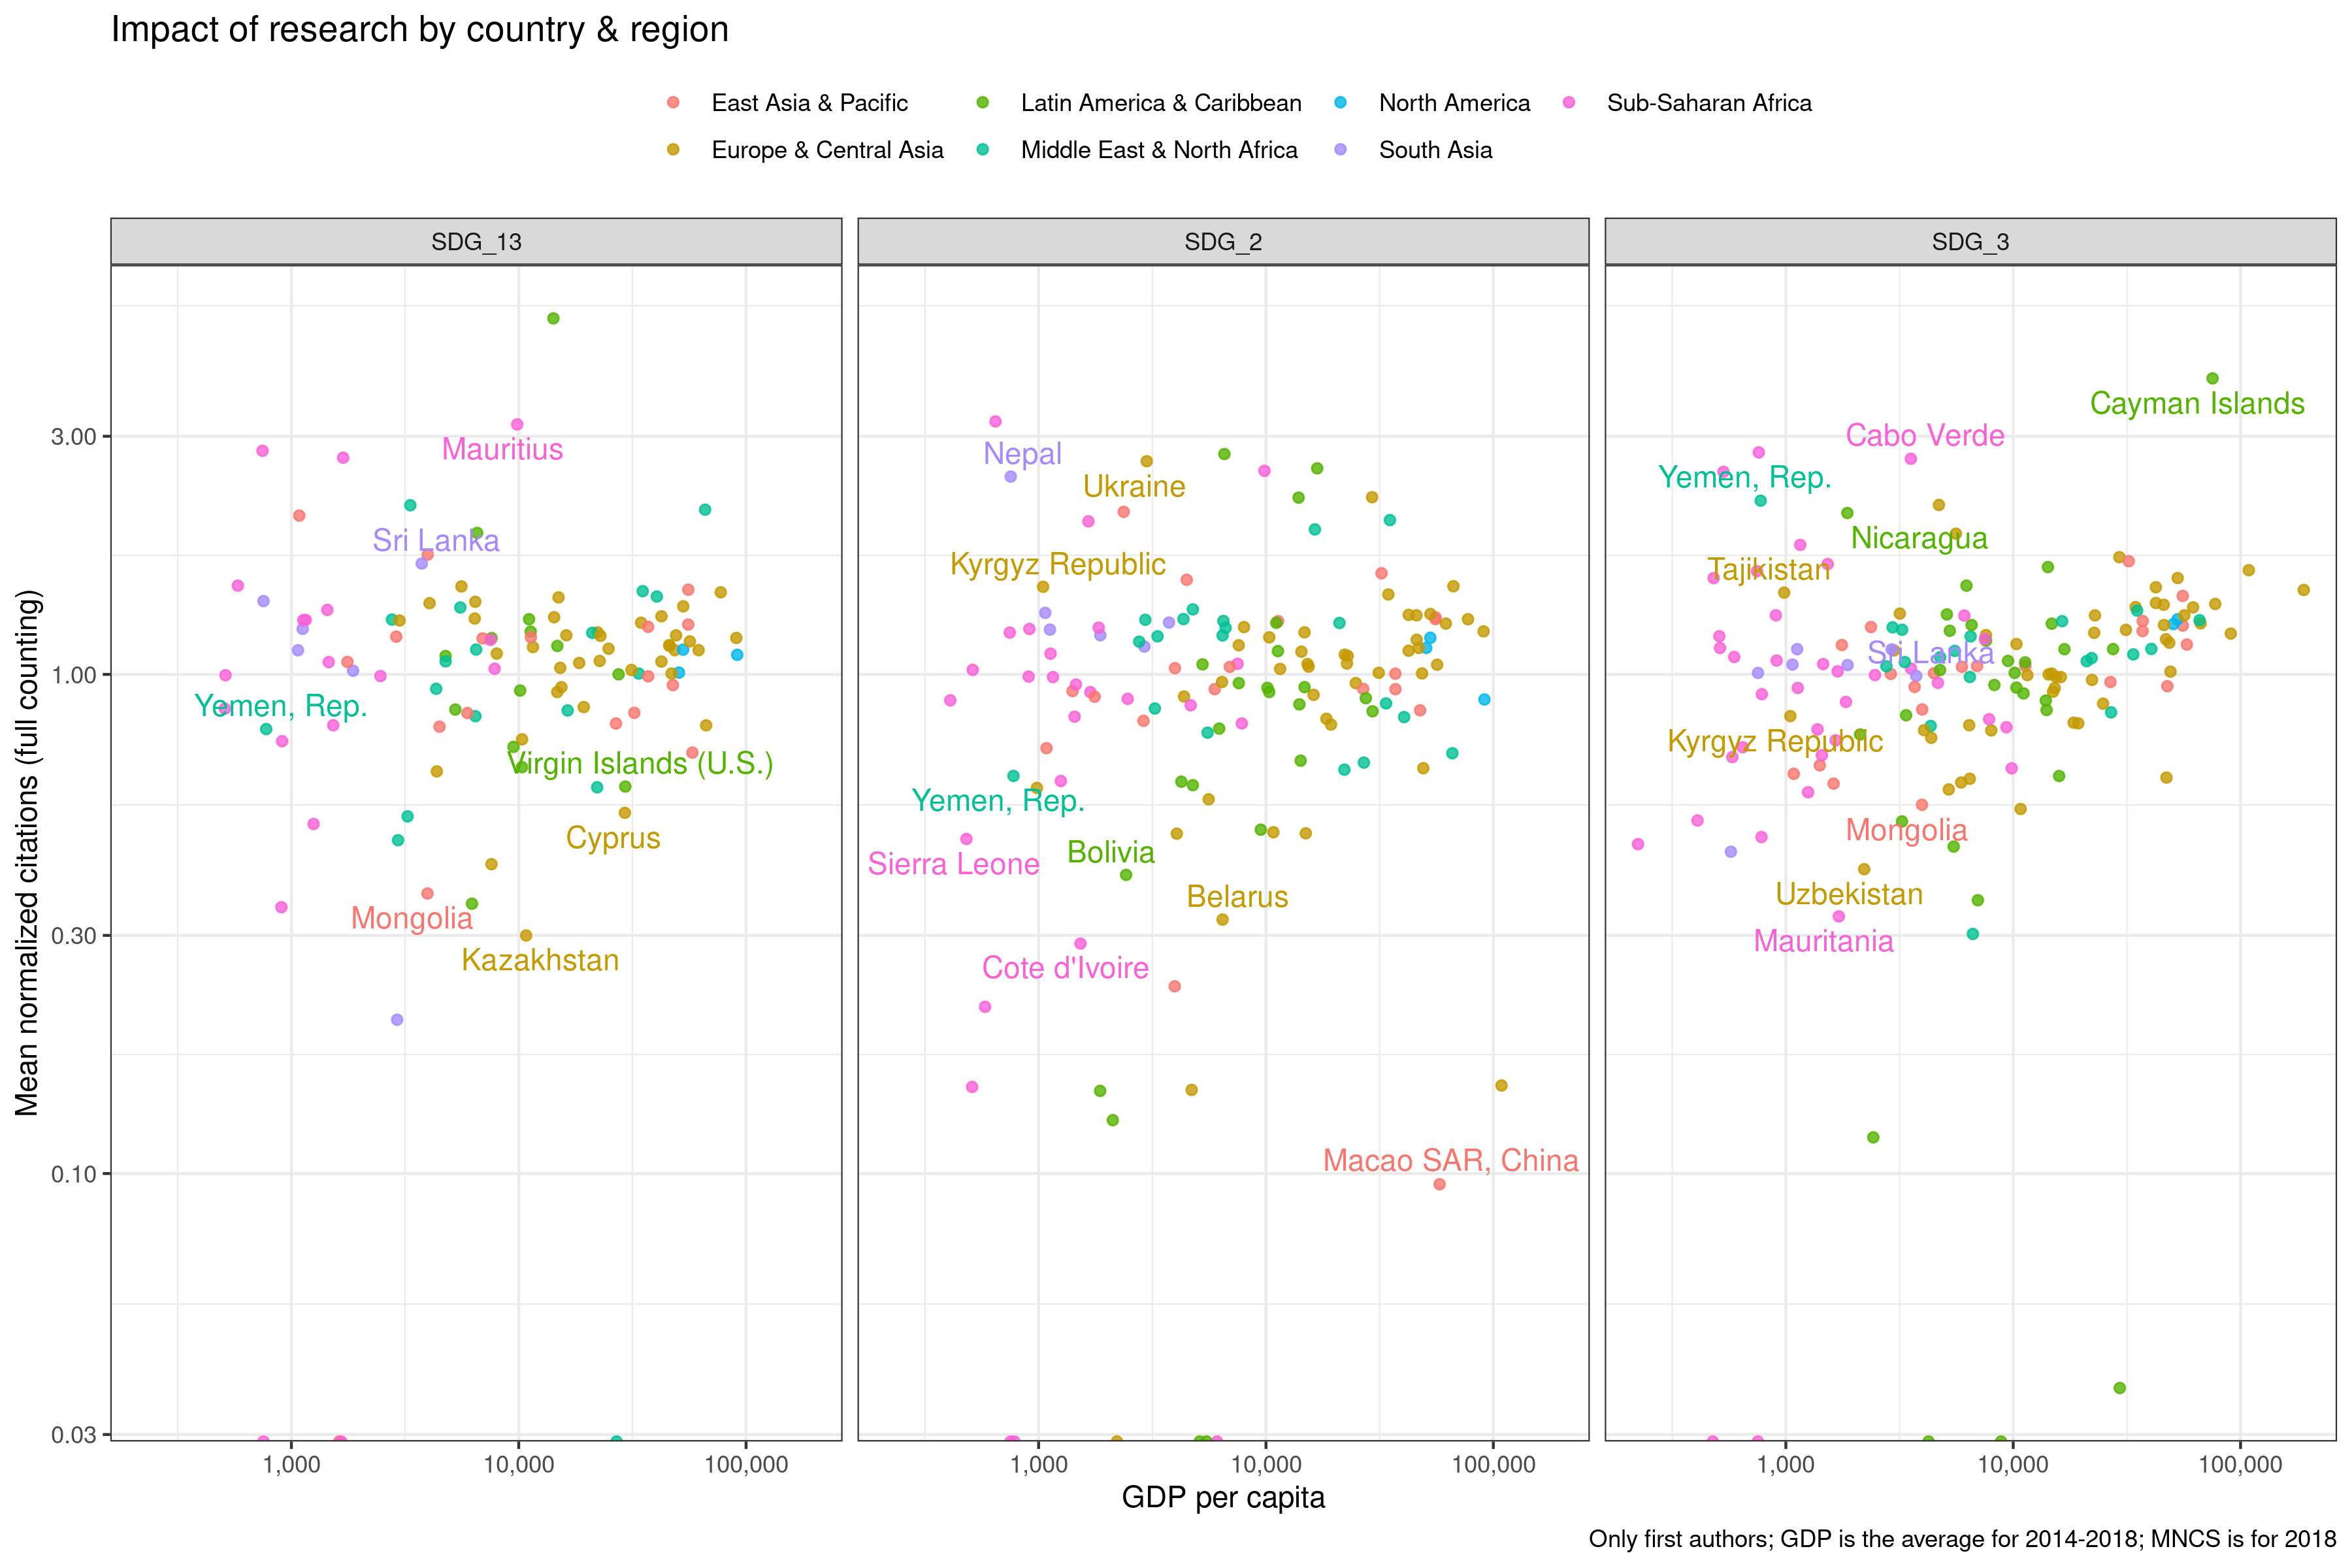 Impact of research by country & region
East Asia & Pacific
Latin America & Caribbean
North America
Sub-Saharan Africa
Europe & Central Asia
Middle East & North Africa
South Asia
SDG_13
SDG_2
SDG_3
Mean normalized citations (full counting)
3.00
1.00
0.30
0.10
0.03
Mauritius
Sri Lanka
Yemen, Rep.
Virgin Islands (U.S.)
Cyprus
Mongolia
Kazakhstan
Nepal
Ukraine
Kyrgyz Republic
Yemen, Rep.
Bolivia
Sierra Leone
Belarus
Cote d'Ivoire
Macao SAR, China
Cayman Islands
Cabo Verde
Yemen, Rep.
Nicaragua
Tajikistan
Sri Lanka
Kyrgyz Republic
Mongolia
Uzbekistan
Mauritania
1,000
10,000
100,000
1,000
10,000
100,000
1,000
10,000
100,000
GDP per capita
Only first authors; GDP is the average for 2014-2018; MNCS is for 2018